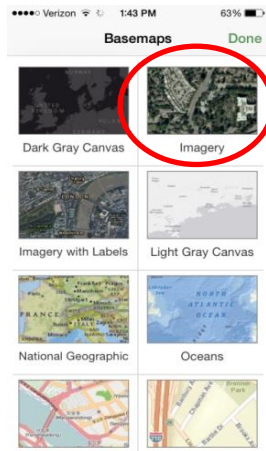 Verizon 1:43 PM 63%
Basemaps Done
Dark Gray Canvas
Imagery
Imagery with Labels
Light Gray Canvas
FRANCE
ITALY
NORTH
ATLANTIC
OCEAN
National Geographic
Oceans